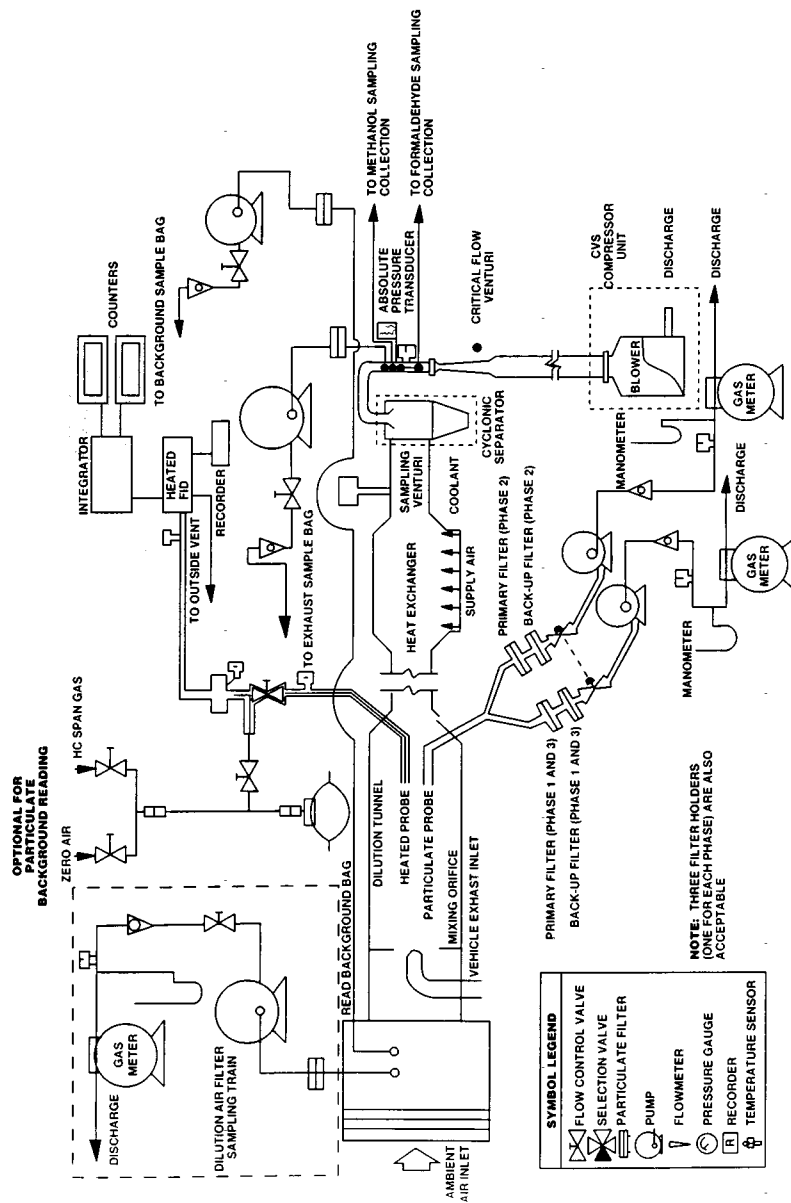 OPTIONAL FOR
PARTICULATE
BACKGROUND READING
ZERO AIR
HC SPAN GAS
INTEGRATOR
COUNTERS
HEATED
FID
RECORDER
TO OUTSIDE VENT
TO BACKGROUND SAMPLE BAG
TO EXHAUST SAMPLE BAG
DISCHARGE
GAS
METER
DILUTION AIR FILTER
SAMPLING TRAIN
READ BACKGROUND BAG
AMBIENT
AIR INLET
DILUTION TUNNEL
HEATED PROBE
PARTICULATE PROBE
MIXING ORIFICE
VEHICLE EXHAST INLET
HEAT EXCHANGER
SUPPLY AIR
COOLANT
SAMPLING
VENTURI
CYCLONIC
SEPARATOR
TO METHANOL SAMPLING
COLLECTION
ABSOLUTE
PRESSURE
TRANSDUCER
TO FORMALDEHYDE SAMPLING
COLLECTION
CRITICAL FLOW
VENTURI
CVS
COMPRESSOR
UNIT
BLOWER
DISCHARGE
PRIMARY FILTER (PHASE 2)
BACK-UP FILTER (PHASE 2)
PRIMARY FILTER (PHASE 1 AND 3)
BACK-UP FILTER (PHASE 1 AND 3)
MANOMETER
GAS
METER
DISCHARGE
MANOMETER
GAS
METER
DISCHARGE
NOTE: THREE FILTER HOLDERS
(ONE FOR EACH PHASE) ARE ALSO
ACCEPTABLE
SYMBOL LEGEND
FLOW CONTROL VALVE
SELECTION VALVE
PARTICULATE FILTER
PUMP
FLOWMETER
PRESSURE GAUGE
R RECORDER
TEMPERATURE SENSOR